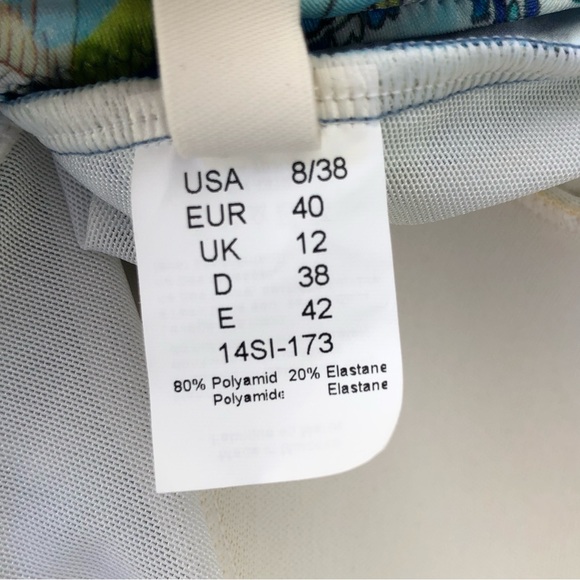 USA 8/38
EUR 40
UK 12
D 38
E 42
14SI-173
80% Polyamid 20% Elastane
Polyamide Elastane